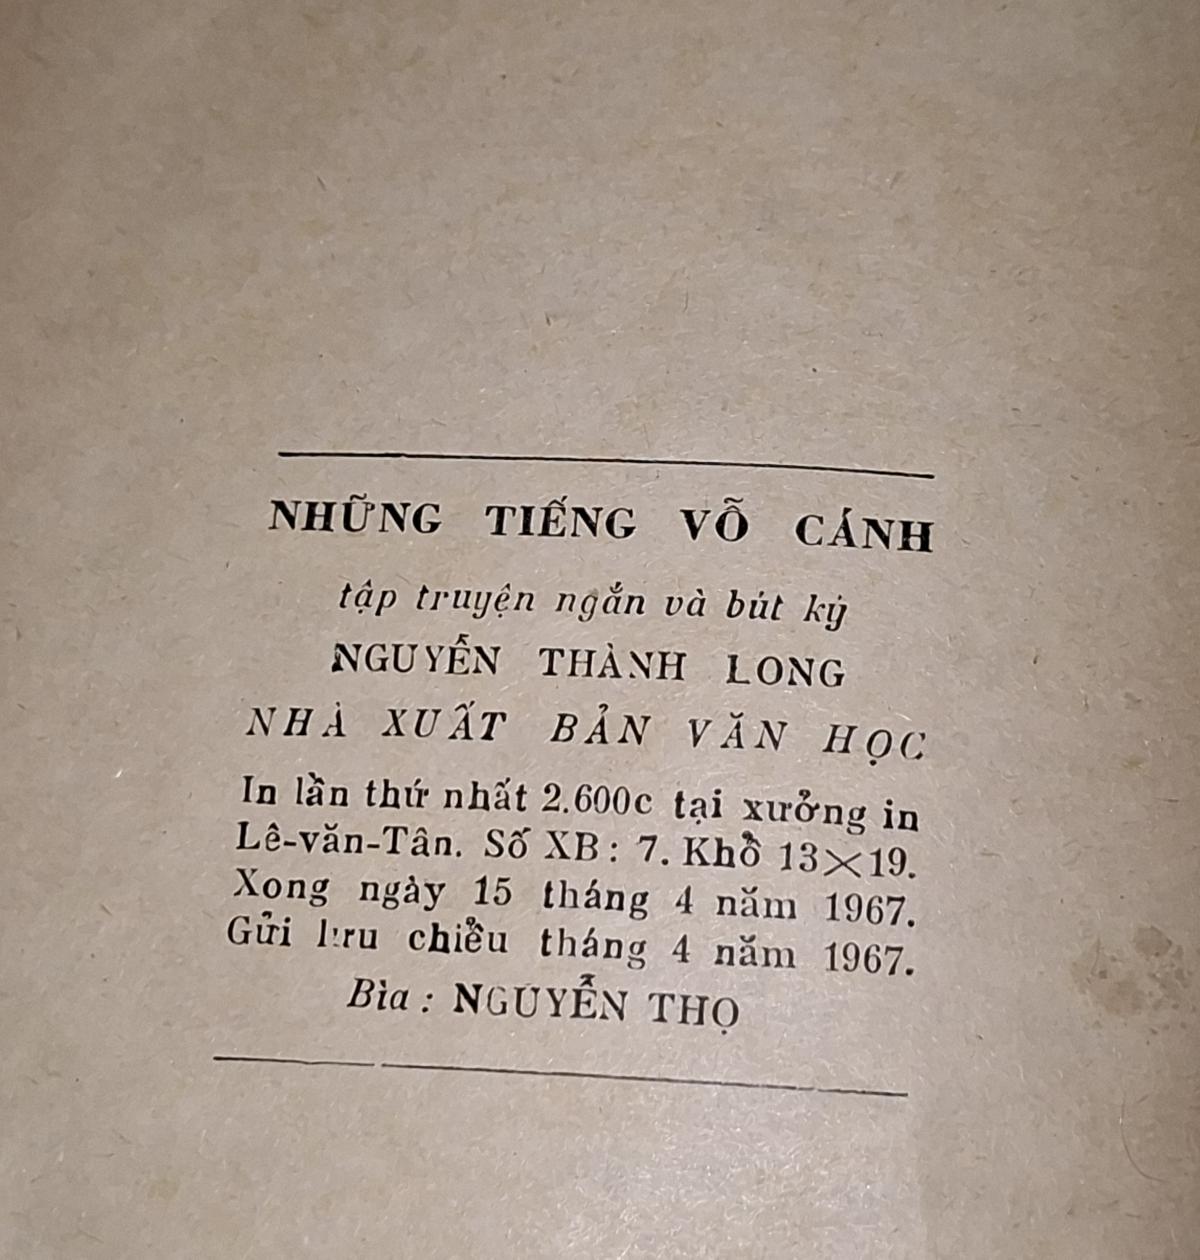 NHỮNG TIẾNG VỖ CÁNH
tập truyện ngắn và bút ký
NGUYỄN THÀNH LONG
NHÀ XUẤT BẢN VĂN HỌC
In lần thứ nhất 2.600c tại xưởng in
Lê-văn-Tân. Số XB: 7. Khổ 13×19.
Xong ngày 15 tháng 4 năm 1967.
Gửi lưu chiểu tháng 4 năm 1967.
Bìa: NGUYỄN THỌ